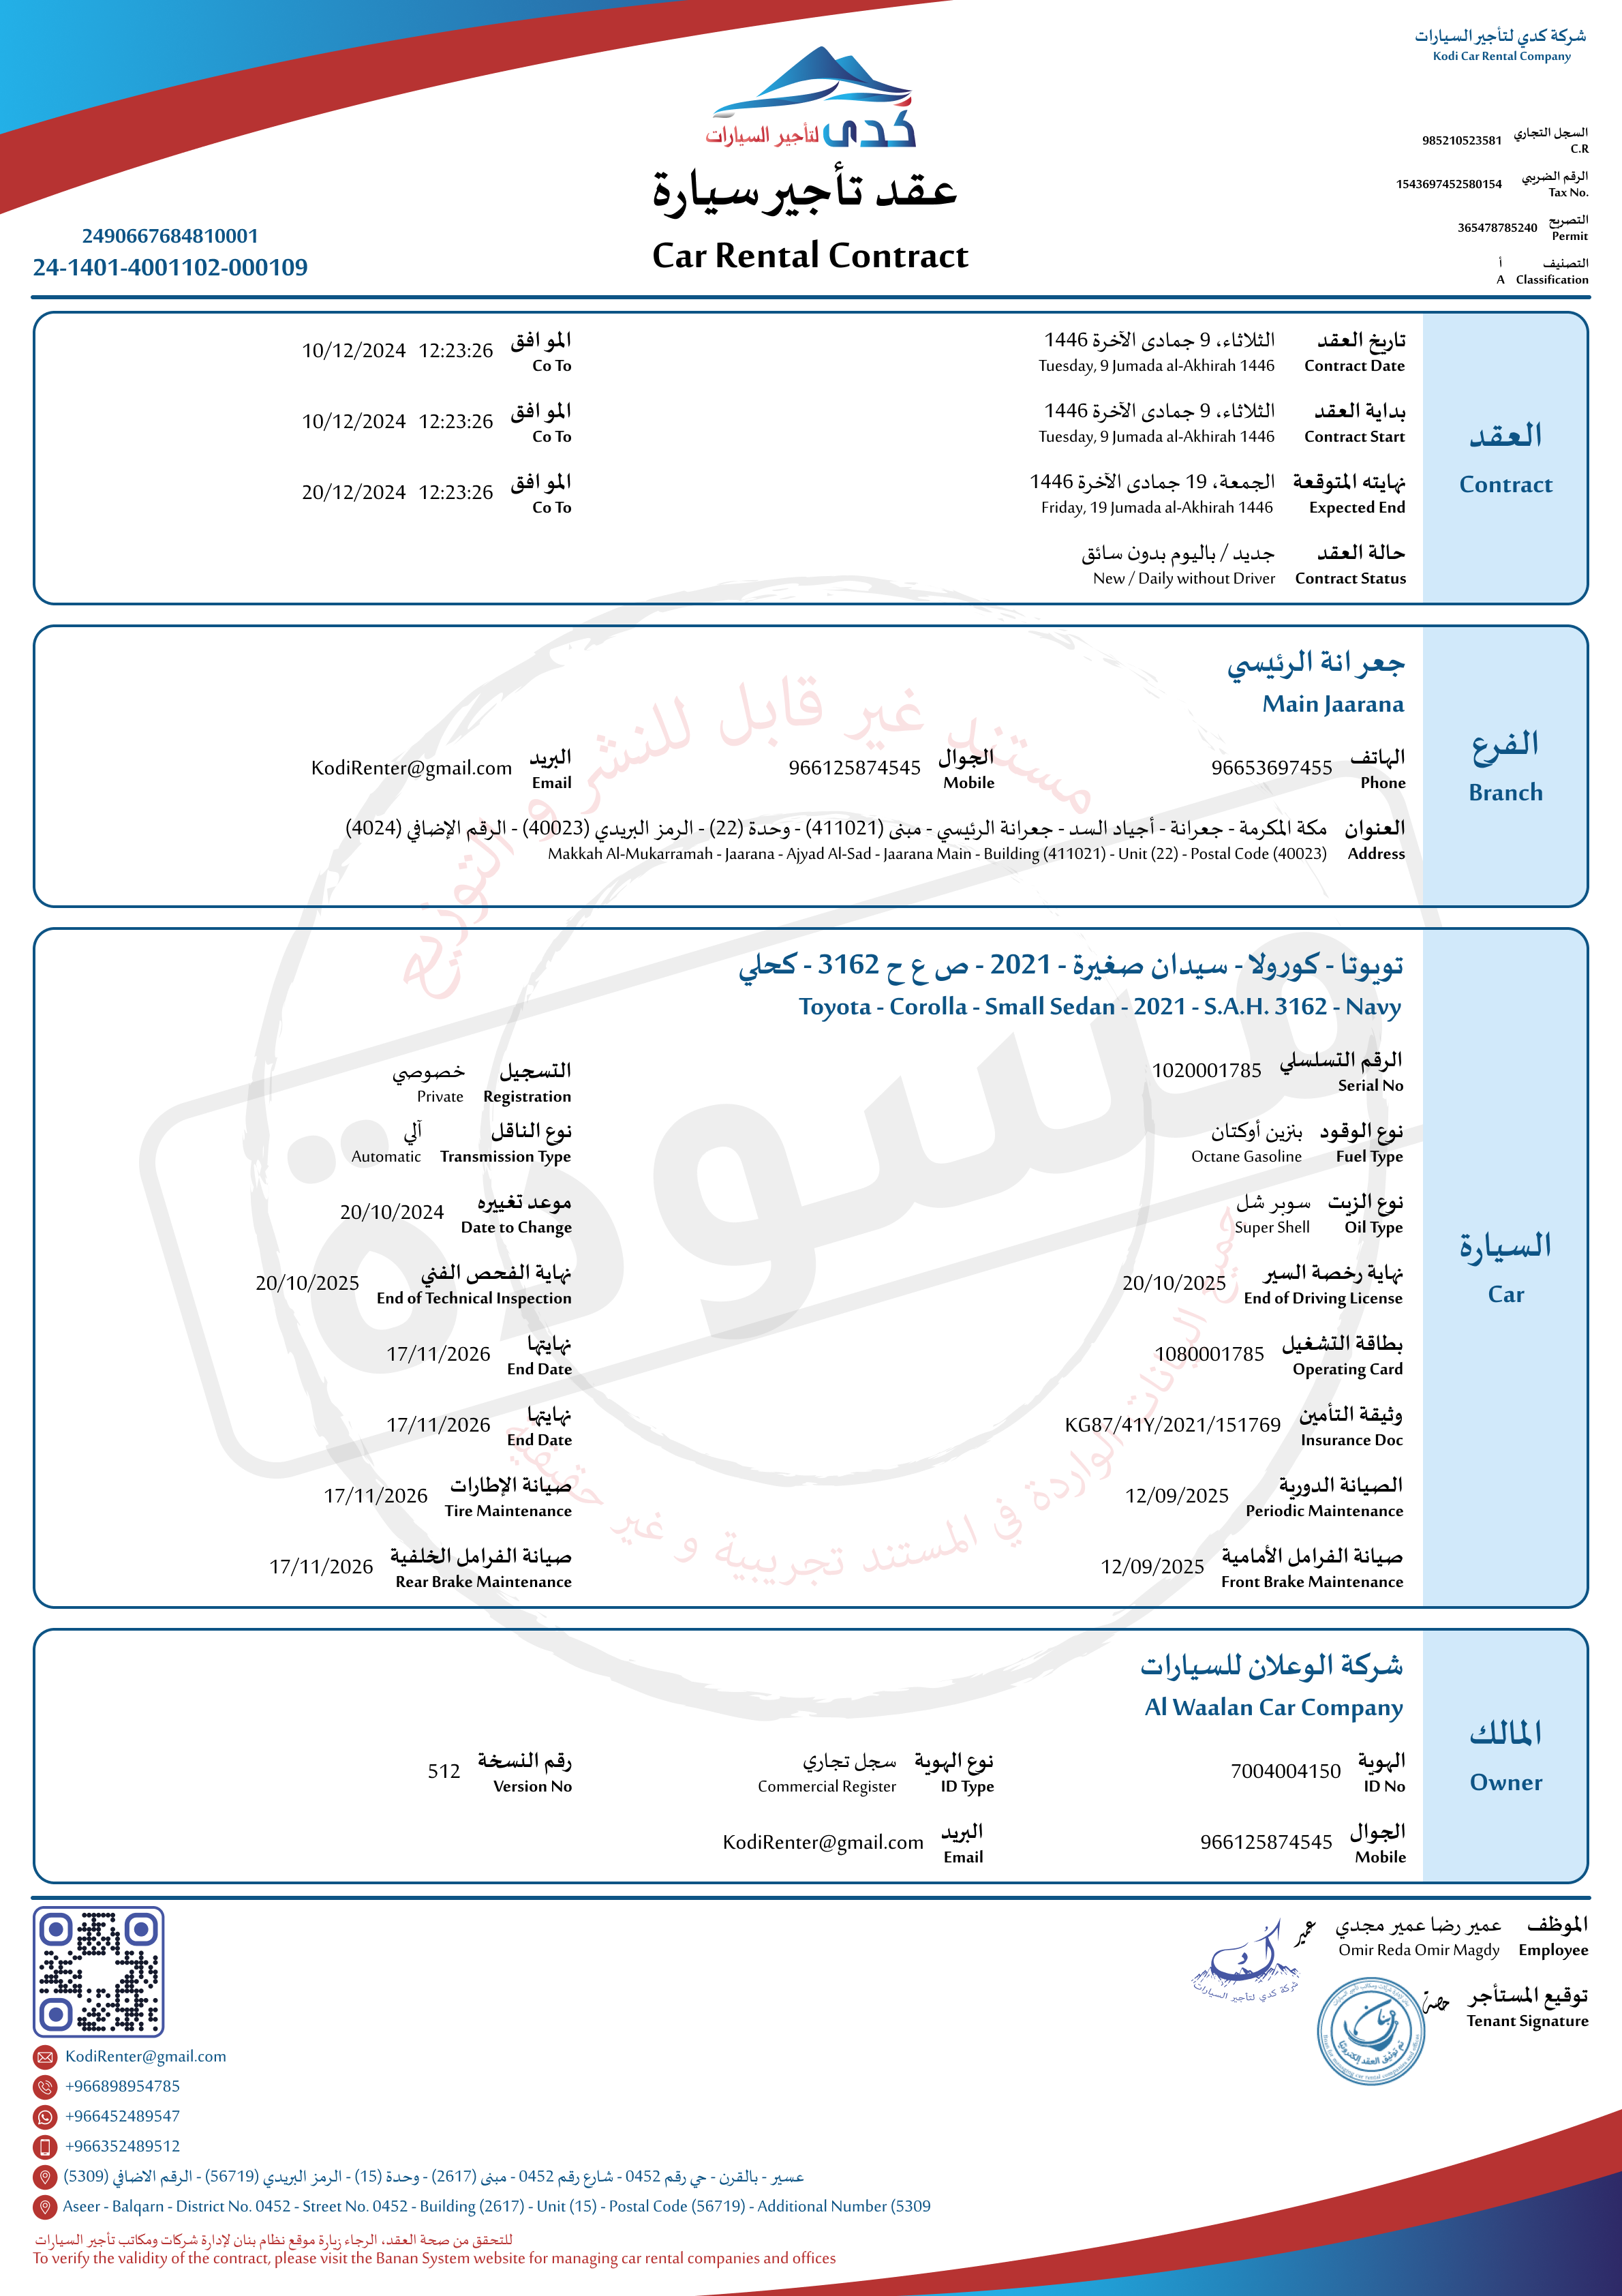 شركة كدي لتأجير السيارات
Kodi Car Rental Company
كدي لتأجير السيارات
عقد تأجير سيارة
Car Rental Contract
السجل التجاري 985210523581
C.R
الرقم الضريبي 1543697452580154
Tax No.
التصريح 365478785240
Permit
التصنيف أ
Classification A
2490667684810001
24-1401-4001102-000109
العقد
Contract
تاريخ العقد الثلاثاء، 9 جمادى الآخرة 1446 الموافق 12:23:26 10/12/2024
Contract Date Tuesday, 9 Jumada al-Akhirah 1446 Co To
بداية العقد الثلاثاء، 9 جمادى الآخرة 1446 الموافق 12:23:26 10/12/2024
Contract Start Tuesday, 9 Jumada al-Akhirah 1446 Co To
نهايته المتوقعة الجمعة، 19 جمادى الآخرة 1446 الموافق 12:23:26 20/12/2024
Expected End Friday, 19 Jumada al-Akhirah 1446 Co To
حالة العقد جديد / باليوم بدون سائق
Contract Status New / Daily without Driver
الفرع
Branch
جعرانة الرئيسي
Main Jaarana
الهاتف 96653697455 الجوال 966125874545 البريد KodiRenter@gmail.com
Phone Mobile Email
العنوان مكة المكرمة - جعرانة - أجياد السد - جعرانة الرئيسي - مبنى (411021) - وحدة (22) - الرمز البريدي (40023) - الرقم الإضافي (4024)
Address Makkah Al-Mukarramah - Jaarana - Ajyad Al-Sad - Jaarana Main - Building (411021) - Unit (22) - Postal Code (40023)
السيارة
Car
تويوتا - كورولا - سيدان صغيرة - 2021 - ص ع ح 3162 - كحلي
Toyota - Corolla - Small Sedan - 2021 - S.A.H. 3162 - Navy
الرقم التسلسلي 1020001785 التسجيل خصوصي
Serial No Registration Private
نوع الوقود بنزين أوكتان نوع الناقل آلي
Fuel Type Octane Gasoline Transmission Type Automatic
نوع الزيت سوبر شل موعد تغييره 20/10/2024
Oil Type Super Shell Date to Change
نهاية رخصة السير 20/10/2025 نهاية الفحص الفني 20/10/2025
End of Driving License End of Technical Inspection
بطاقة التشغيل 1080001785 نهايتها 17/11/2026
Operating Card End Date
وثيقة التأمين KG87/41Y/2021/151769 نهايتها 17/11/2026
Insurance Doc End Date
الصيانة الدورية 12/09/2025 صيانة الإطارات 17/11/2026
Periodic Maintenance Tire Maintenance
صيانة الفرامل الأمامية 12/09/2025 صيانة الفرامل الخلفية 17/11/2026
Front Brake Maintenance Rear Brake Maintenance
مستند غير قابل للنشر و التوزيع
مسودة
جميع البيانات الواردة في المستند تجريبية و غير حقيقية
المالك
Owner
شركة الوعلان للسيارات
Al Waalan Car Company
الهوية 7004004150 نوع الهوية سجل تجاري رقم النسخة 512
ID No ID Type Commercial Register Version No
الجوال 966125874545 البريد KodiRenter@gmail.com
Mobile Email
الموظف عمير رضا عمير مجدي عمير
Employee Omir Reda Omir Magdy
شركة كدي لتأجير السيارات
توقيع المستأجر
Tenant Signature
بنان
تم توثيق العقد إلكترونيا
KodiRenter@gmail.com
+966898954785
+966452489547
+966352489512
عسير - بالقرن - حي رقم 0452 - شارع رقم 0452 - مبنى (2617) - وحدة (15) - الرمز البريدي (56719) - الرقم الاضافي (5309)
Aseer - Balqarn - District No. 0452 - Street No. 0452 - Building (2617) - Unit (15) - Postal Code (56719) - Additional Number (5309
للتحقق من صحة العقد، الرجاء زيارة موقع نظام بنان لإدارة شركات ومكاتب تأجير السيارات
To verify the validity of the contract, please visit the Banan System website for managing car rental companies and offices